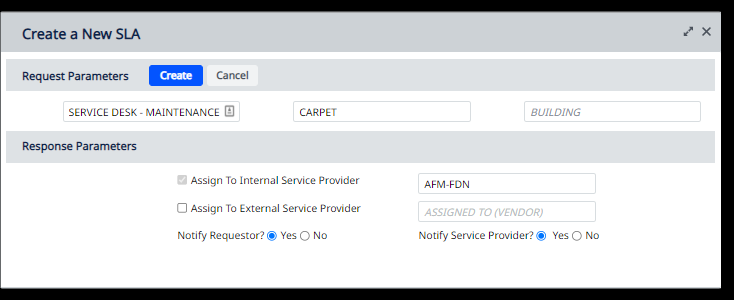 Create a New SLA
Request Parameters Create Cancel
SERVICE DESK - MAINTENANCE CARPET BUILDING
Response Parameters
Assign To Internal Service Provider AFM-FDN
Assign To External Service Provider ASSIGNED TO (VENDOR)
Notify Requestor? Yes No Notify Service Provider? Yes No